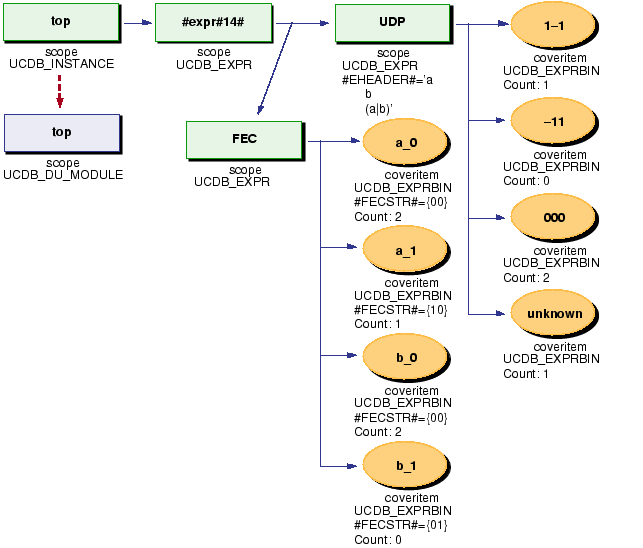 top
scope
UCDB_INSTANCE
top
scope
UCDB_DU_MODULE
#expr#14#
scope
UCDB_EXPR
FEC
scope
UCDB_EXPR
UDP
scope
UCDB_EXPR
#EHEADER#='a
b
(a|b)'
a_0
coveritem
UCDB_EXPRBIN
#FECSTR#={00}
Count: 2
a_1
coveritem
UCDB_EXPRBIN
#FECSTR#={10}
Count: 1
b_0
coveritem
UCDB_EXPRBIN
#FECSTR#={00}
Count: 2
b_1
coveritem
UCDB_EXPRBIN
#FECSTR#={01}
Count: 0
1–1
coveritem
UCDB_EXPRBIN
Count: 1
–11
coveritem
UCDB_EXPRBIN
Count: 0
000
coveritem
UCDB_EXPRBIN
Count: 2
unknown
coveritem
UCDB_EXPRBIN
Count: 1